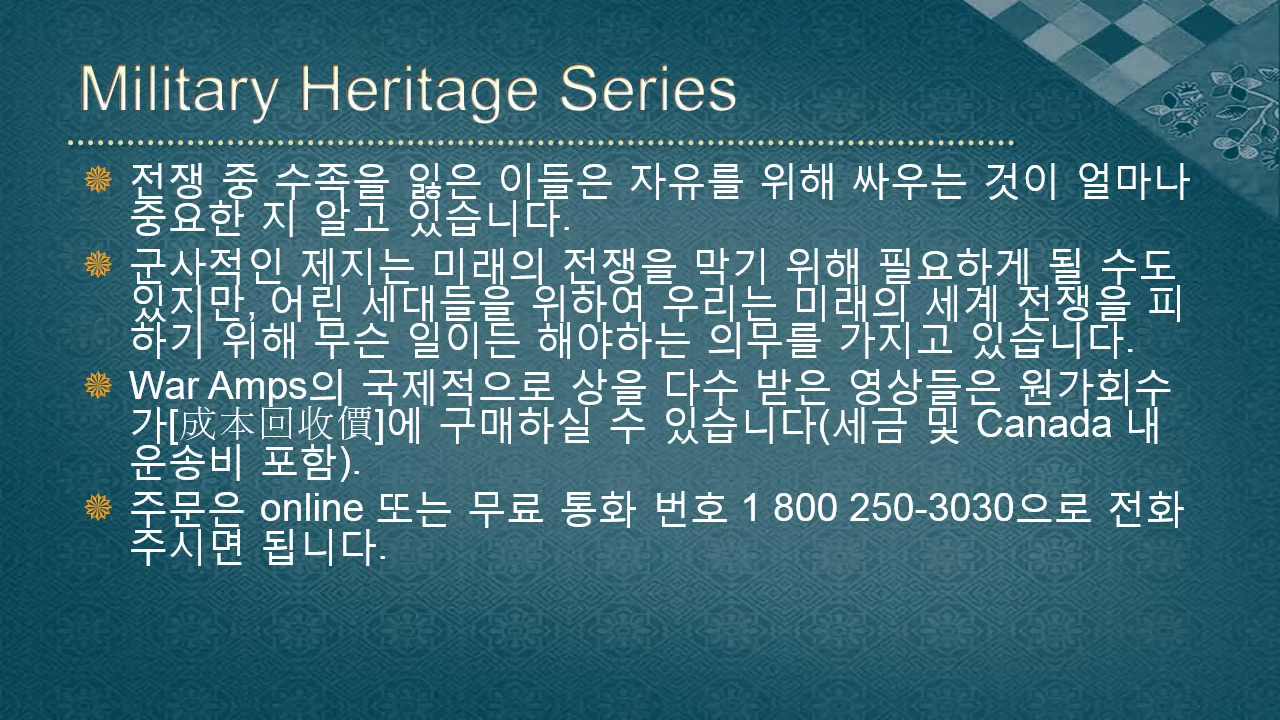 Military Heritage Series
전쟁 중 수족을 잃은 이들은 자유를 위해 싸우는 것이 얼마나
중요한 지 알고 있습니다.
군사적인 제지는 미래의 전쟁을 막기 위해 필요하게 될 수도
있지만, 어린 세대들을 위하여 우리는 미래의 세계 전쟁을 피
하기 위해 무슨 일이든 해야하는 의무를 가지고 있습니다.
War Amps의 국제적으로 상을 다수 받은 영상들은 원가회수
가[成本回收價]에 구매하실 수 있습니다(세금 및 Canada 내
운송비 포함).
주문은 online 또는 무료 통화 번호 1 800 250-3030으로 전화
주시면 됩니다.